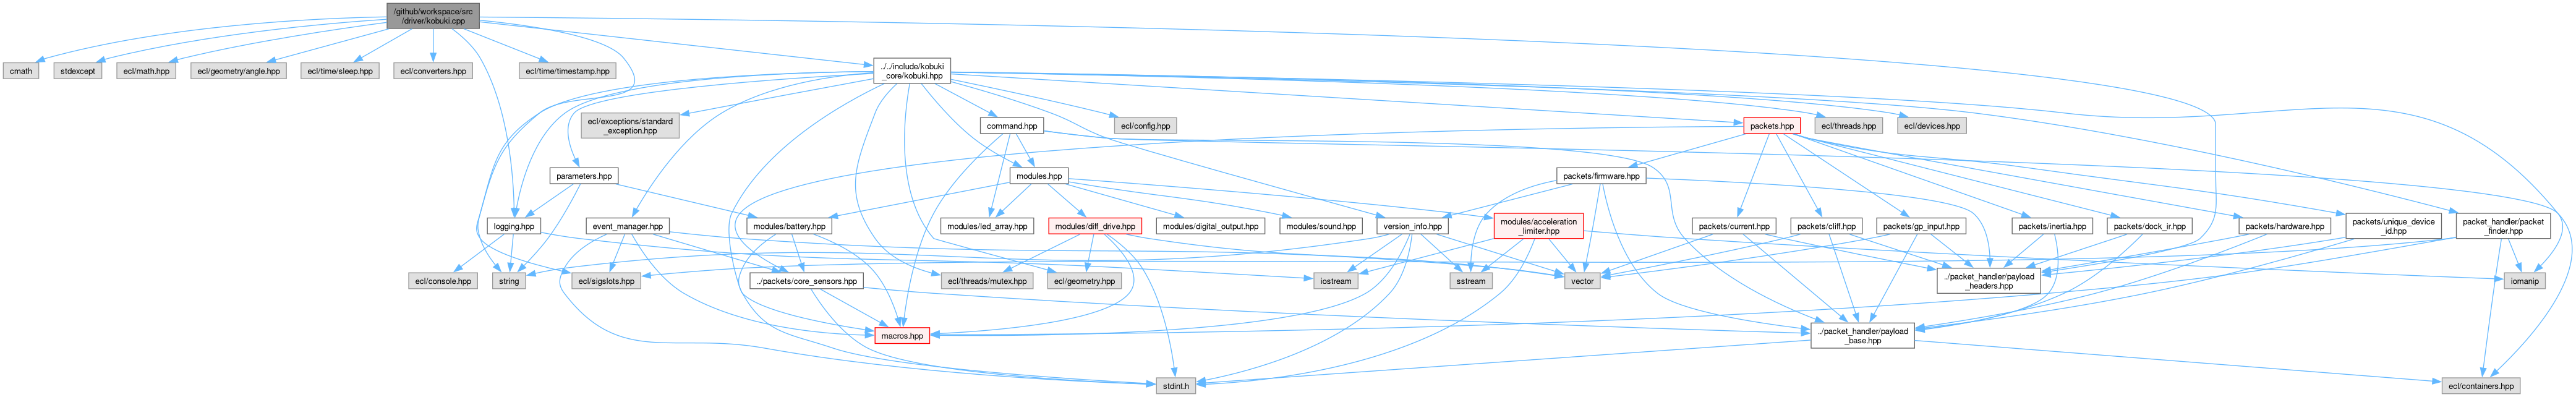 /github/workspace/src
/driver/kobuki.cpp
cmath
stdexcept
ecl/math.hpp
ecl/geometry/angle.hpp
ecl/time/sleep.hpp
ecl/converters.hpp
ecl/time/timestamp.hpp
../../include/kobuki
_core/kobuki.hpp
ecl/exceptions/standard
_exception.hpp
command.hpp
ecl/config.hpp
packets.hpp
ecl/threads.hpp
ecl/devices.hpp
parameters.hpp
modules.hpp
packets/firmware.hpp
logging.hpp
event_manager.hpp
modules/battery.hpp
modules/led_array.hpp
modules/diff_drive.hpp
modules/digital_output.hpp
modules/sound.hpp
version_info.hpp
modules/acceleration
_limiter.hpp
packets/current.hpp
packets/cliff.hpp
packets/gp_input.hpp
packets/inertia.hpp
packets/dock_ir.hpp
packets/hardware.hpp
packets/unique_device
_id.hpp
packet_handler/packet
_finder.hpp
ecl/console.hpp
string
ecl/sigslots.hpp
../packets/core_sensors.hpp
ecl/threads/mutex.hpp
ecl/geometry.hpp
iostream
sstream
vector
../packet_handler/payload
_headers.hpp
iomanip
macros.hpp
../packet_handler/payload
_base.hpp
stdint.h
ecl/containers.hpp